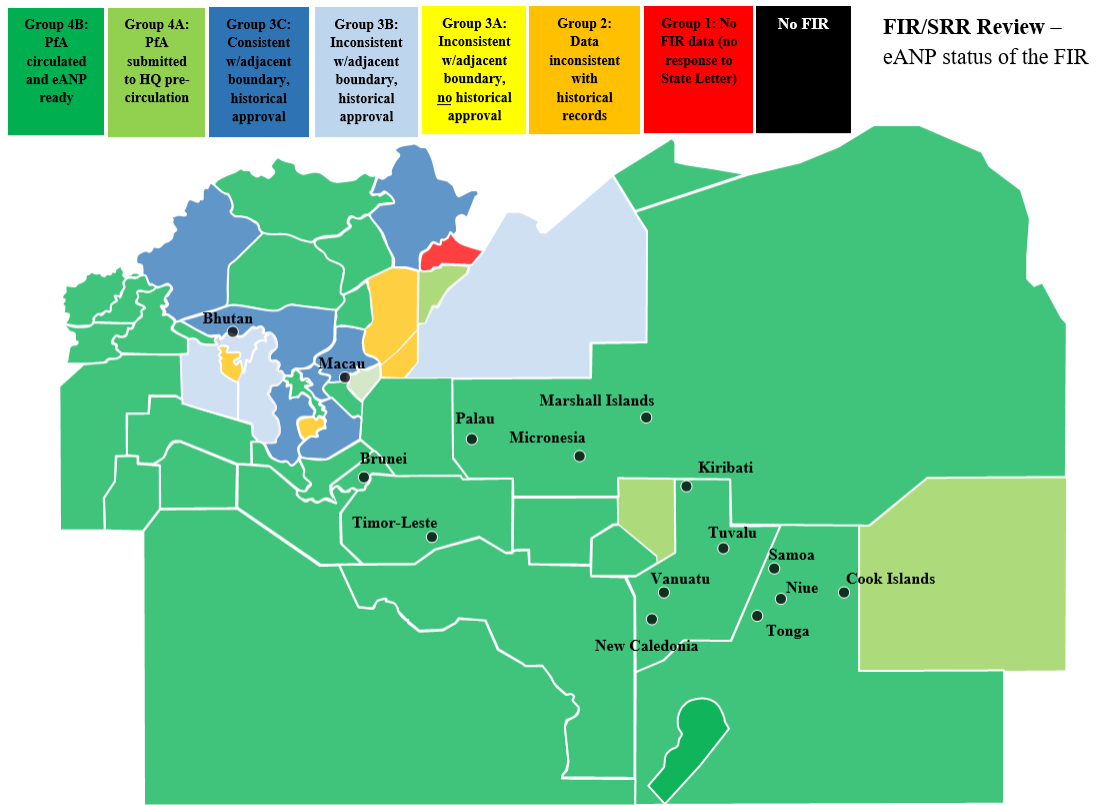 Group 4B:
PfA
circulated
and eANP
ready
Group 4A:
PfA
submitted
to HQ pre-
circulation
Group 3C:
Consistent
w/adjacent
boundary,
historical
approval
Group 3B:
Inconsistent
w/adjacent
boundary,
historical
approval
Group 3A:
Inconsistent
w/adjacent
boundary,
no historical
approval
Group 2:
Data
inconsistent
with
historical
records
Group 1: No
FIR data (no
response to
State Letter)
No FIR
FIR/SRR Review –
eANP status of the FIR
Bhutan
Macau
Marshall Islands
Palau
Micronesia
Brunei
Kiribati
Timor-Leste
Tuvalu
Samoa
Vanuatu
Niue
Cook Islands
Tonga
New Caledonia